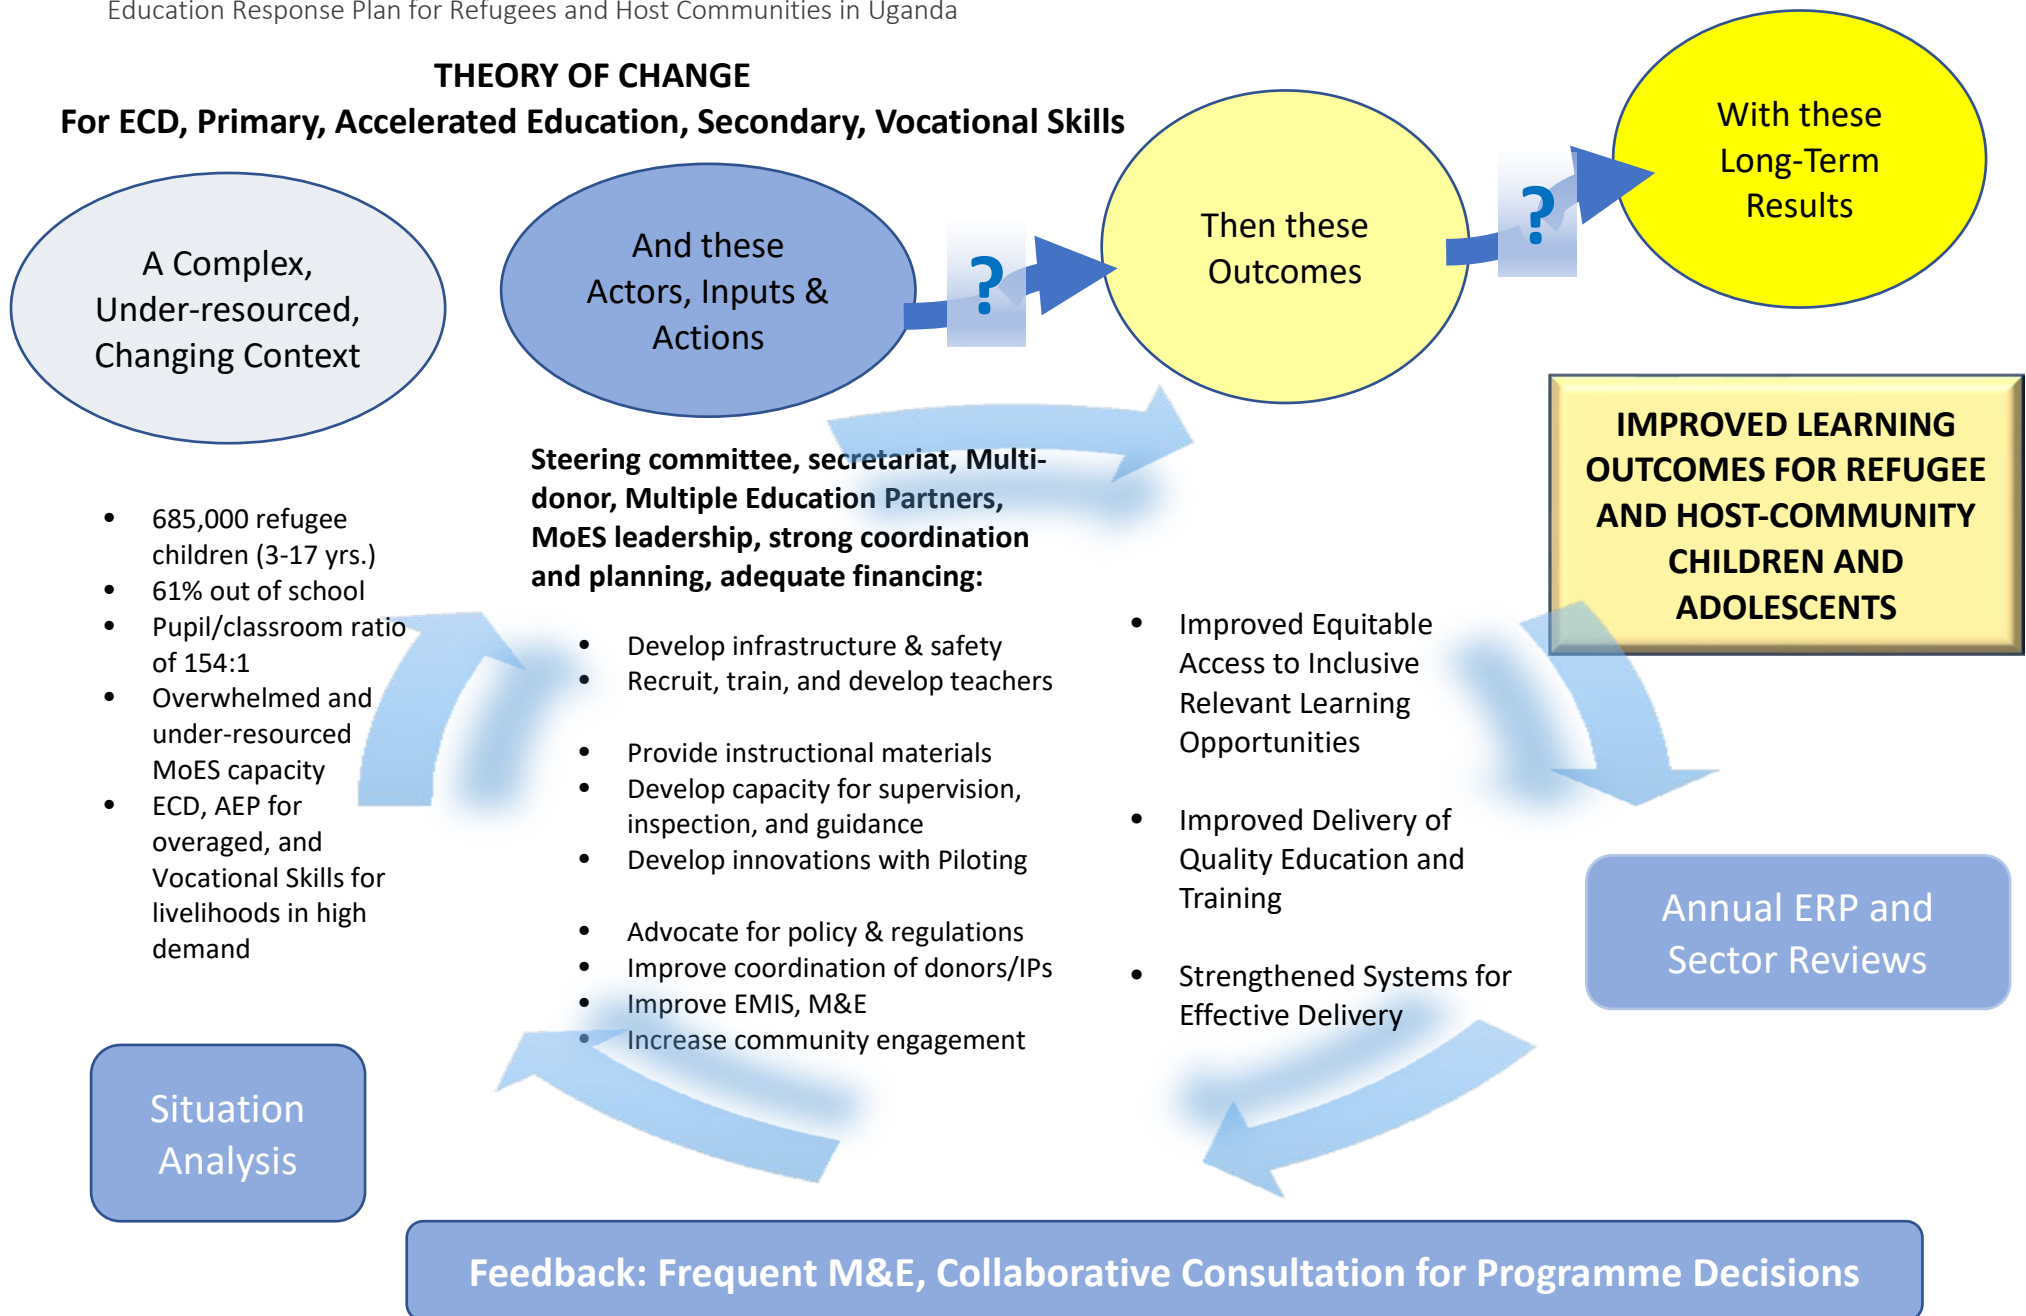 Education Response Plan for Refugees and Host Communities in Uganda
THEORY OF CHANGE
For ECD, Primary, Accelerated Education, Secondary, Vocational Skills
A Complex,
Under-resourced,
Changing Context
And these
Actors, Inputs &
Actions
?
Then these
Outcomes
?
With these
Long-Term
Results
• 685,000 refugee
children (3-17 yrs.)
• 61% out of school
• Pupil/classroom ratio
of 154:1
• Overwhelmed and
under-resourced
MoES capacity
• ECD, AEP for
overaged, and
Vocational Skills for
livelihoods in high
demand
Steering committee, secretariat, Multi-
donor, Multiple Education Partners,
MoES leadership, strong coordination
and planning, adequate financing:
• Develop infrastructure & safety
• Recruit, train, and develop teachers
• Provide instructional materials
• Develop capacity for supervision,
inspection, and guidance
• Develop innovations with Piloting
• Advocate for policy & regulations
• Improve coordination of donors/IPs
• Improve EMIS, M&E
• Increase community engagement
• Improved Equitable
Access to Inclusive
Relevant Learning
Opportunities
• Improved Delivery of
Quality Education and
Training
• Strengthened Systems for
Effective Delivery
IMPROVED LEARNING
OUTCOMES FOR REFUGEE
AND HOST-COMMUNITY
CHILDREN AND
ADOLESCENTS
Annual ERP and
Sector Reviews
Situation
Analysis
Feedback: Frequent M&E, Collaborative Consultation for Programme Decisions